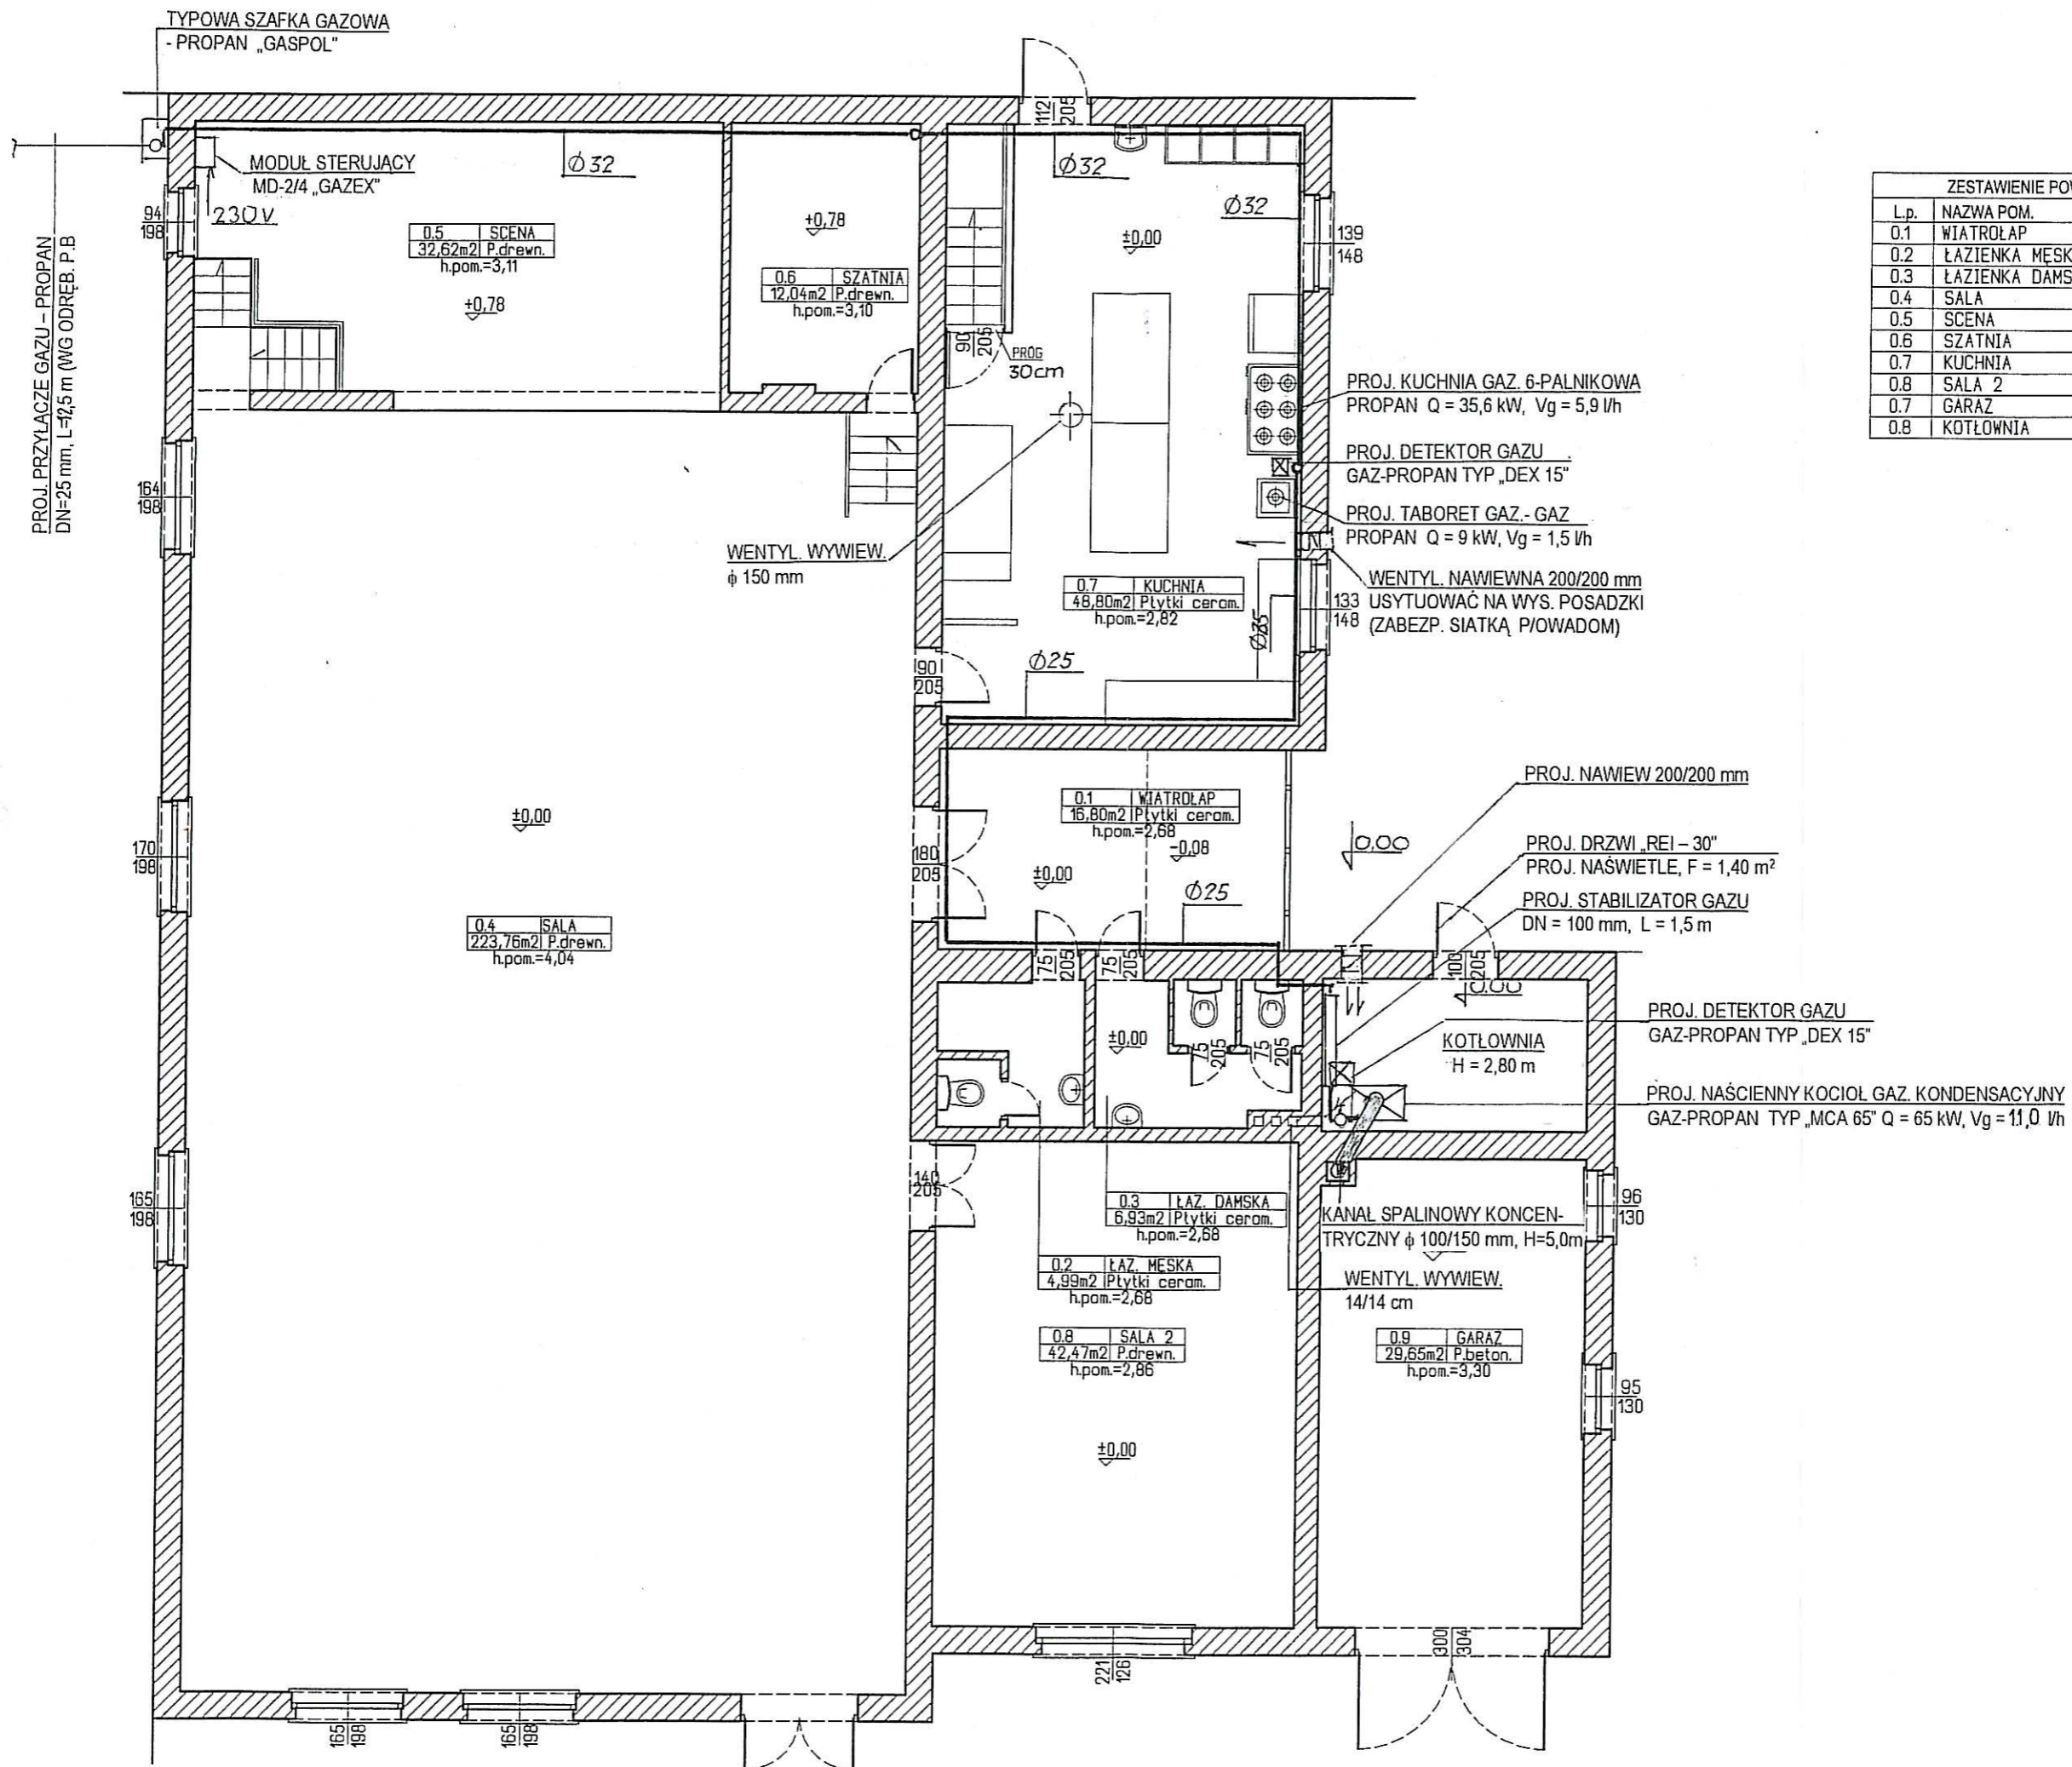 TYPOWA SZAFKA GAZOWA
- PROPAN „GASPOL"
MODUŁ STERUJĄCY
MD-2/4 „GAZEX"
230V
Ø32
Ø32
Ø32
112
205
PROJ. PRZYŁĄCZE GAZU – PROPAN
DN=25 mm, L=12,5 m (WG ODRĘB. P.B
94
198
0.5 SCENA
32,62m2 P.drewn.
h.pom.=3,11
+0,78
+0,78
0.6 SZATNIA
12,04m2 P.drewn.
h.pom.=3,10
±0,00
139
148
90
205
PRÓG
30cm
ZESTAWIENIE POW
L.p. NAZWA POM.
0.1 WIATROŁAP
0.2 ŁAZIENKA MĘSK
0.3 ŁAZIENKA DAMS
0.4 SALA
0.5 SCENA
0.6 SZATNIA
0.7 KUCHNIA
0.8 SALA 2
0.7 GARAŻ
0.8 KOTŁOWNIA
PROJ. KUCHNIA GAZ. 6-PALNIKOWA
PROPAN Q = 35,6 kW, Vg = 5,9 l/h
PROJ. DETEKTOR GAZU
GAZ-PROPAN TYP „DEX 15"
PROJ. TABORET GAZ.- GAZ
PROPAN Q = 9 kW, Vg = 1,5 l/h
WENTYL. NAWIEWNA 200/200 mm
USYTUOWAĆ NA WYS. POSADZKI
(ZABEZP. SIATKĄ P/OWADOM)
164
198
WENTYL. WYWIEW.
ϕ 150 mm
0.7 KUCHNIA
48,80m2 Płytki ceram.
h.pom.=2,82
133
148
Ø25
Ø25
90
205
PROJ. NAWIEW 200/200 mm
0.1 WIATROŁAP
16,80m2 Płytki ceram.
h.pom.=2,68
-0,08
±0,00
±0,00
0.00
PROJ. DRZWI „REI – 30"
PROJ. NAŚWIETLE, F = 1,40 m²
170
198
180
205
Ø25
PROJ. STABILIZATOR GAZU
DN = 100 mm, L = 1,5 m
0.4 SALA
223,76m2 P.drewn.
h.pom.=4,04
75
205
75
205
100
205
0.00
PROJ. DETEKTOR GAZU
GAZ-PROPAN TYP „DEX 15"
±0,00
75
205
75
205
KOTŁOWNIA
H = 2,80 m
PROJ. NAŚCIENNY KOCIOŁ GAZ. KONDENSACYJNY
GAZ-PROPAN TYP „MCA 65" Q = 65 kW, Vg = 11,0 l/h
165
198
140
205
0.3 ŁAZ. DAMSKA
6,93m2 Płytki ceram.
h.pom.=2,68
0.2 ŁAZ. MĘSKA
4,99m2 Płytki ceram.
h.pom.=2,68
KANAŁ SPALINOWY KONCEN-
TRYCZNY ϕ 100/150 mm, H=5,0m
WENTYL. WYWIEW.
14/14 cm
96
130
0.8 SALA 2
42,47m2 P.drewn.
h.pom.=2,86
0.9 GARAŻ
29,65m2 P.beton.
h.pom.=3,30
95
130
±0,00
221
126
300
304
165
198
165
198